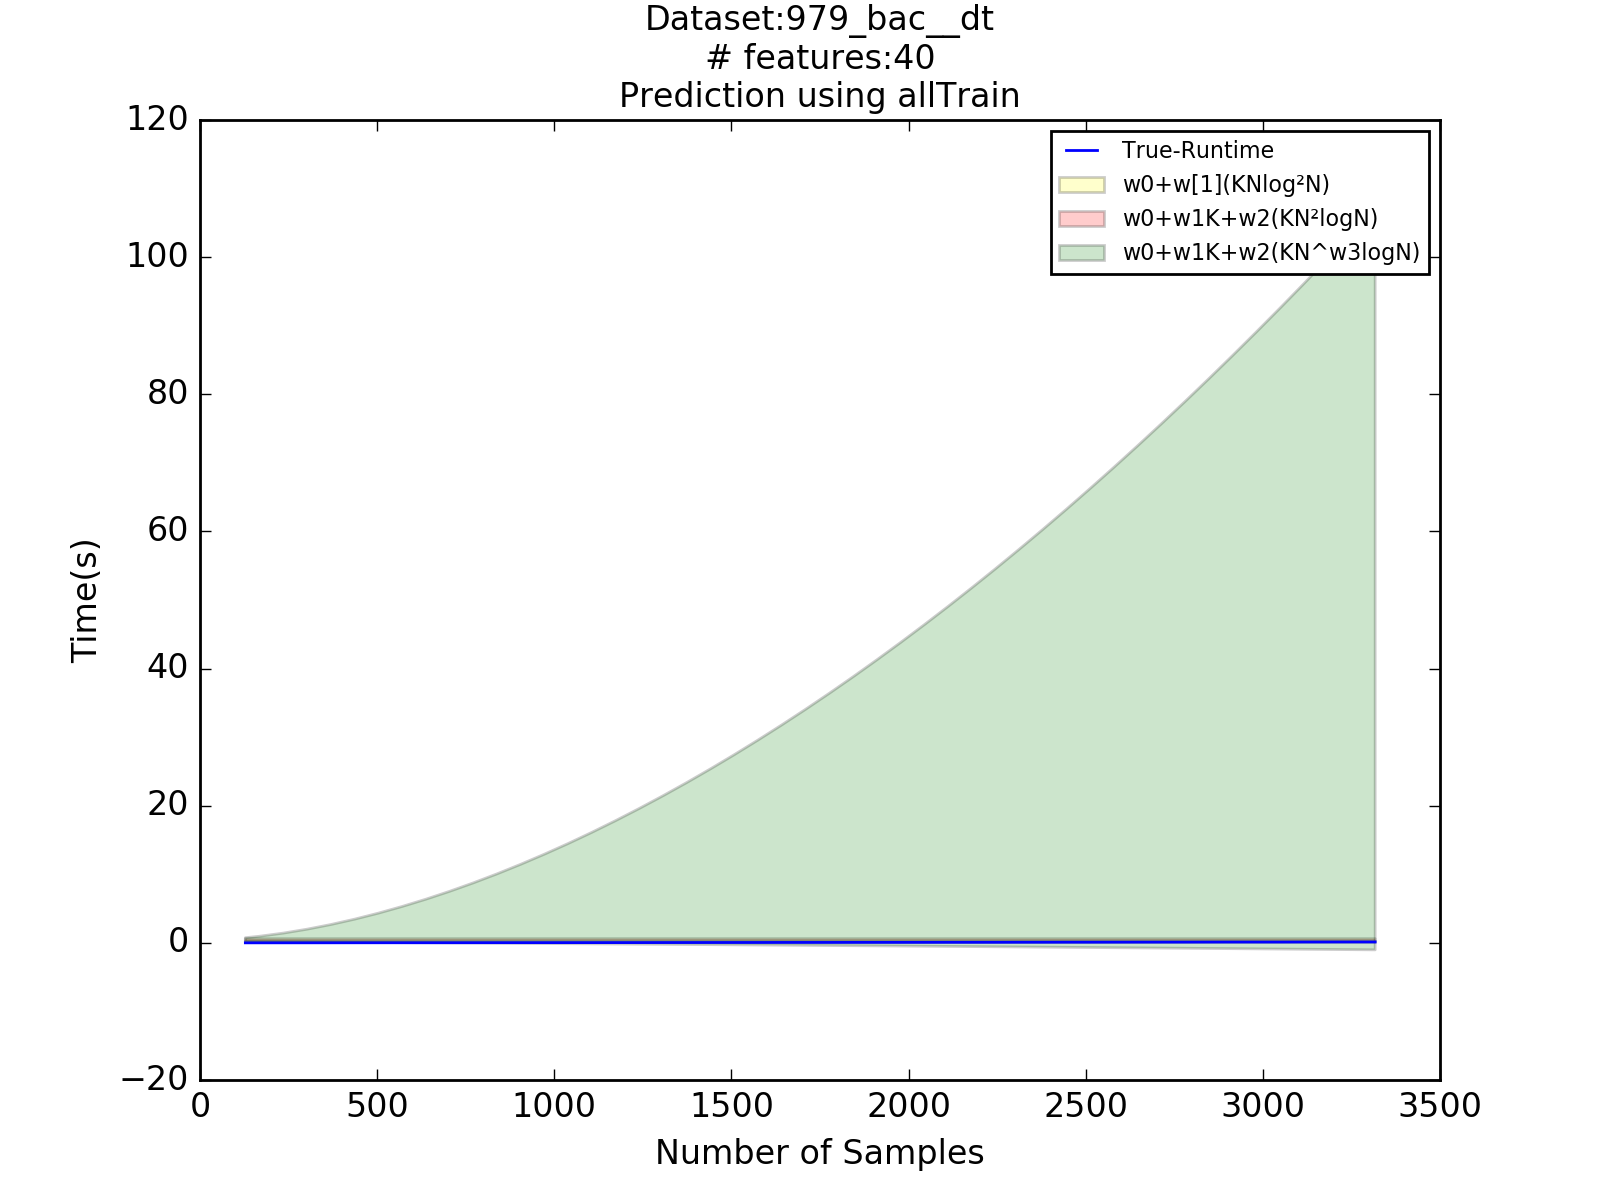 Dataset:979_bac__dt
# features:40
Prediction using allTrain
120
100
80
60
40
20
0
−20
Time(s)
True-Runtime
w0+w[1](KNlog²N)
w0+w1K+w2(KN²logN)
w0+w1K+w2(KN^w3logN)
0 500 1000 1500 2000 2500 3000 3500
Number of Samples